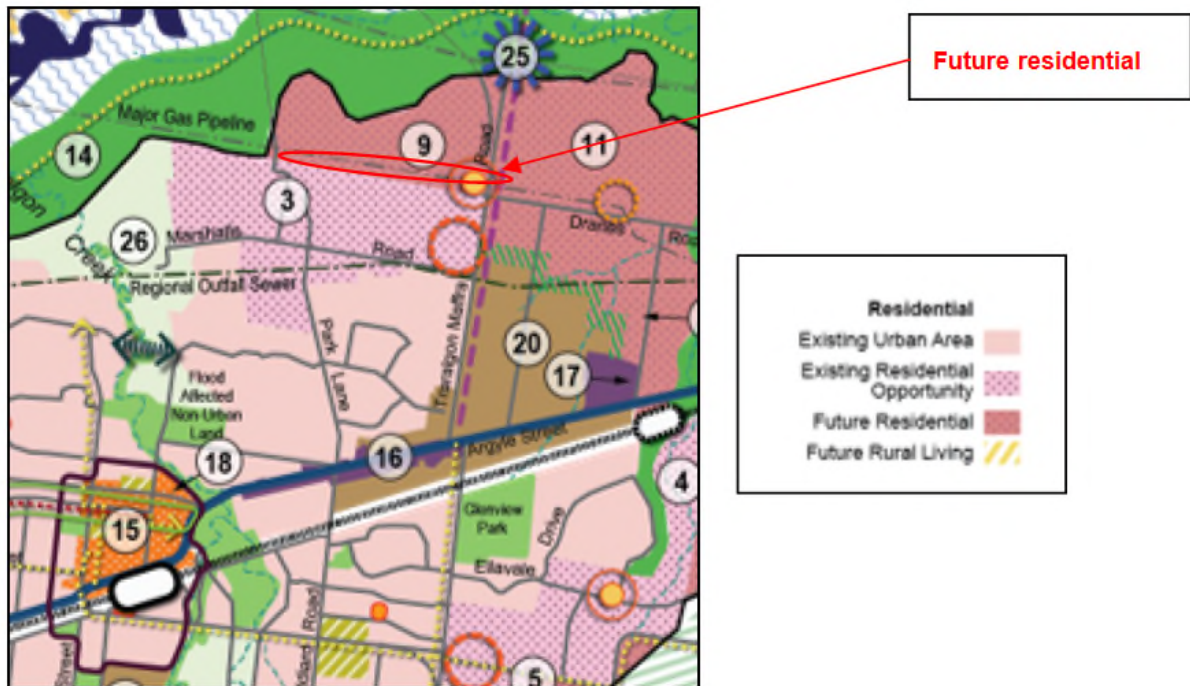 25
Future residential
Major Gas Pipeline
14
9
Road
11
3
Creek
26
Marshalls
Road
Dranes
Regional Outfall Sewer
Park
Lane
Traralgon Maffra
20
17
Flood
Affected
Non-Urban
Land
Argyle Street
16
18
4
15
Glenview
Park
Drive
Ellavale
Road
Street
5
Residential
Existing Urban Area
Existing Residential
Opportunity
Future Residential
Future Rural Living